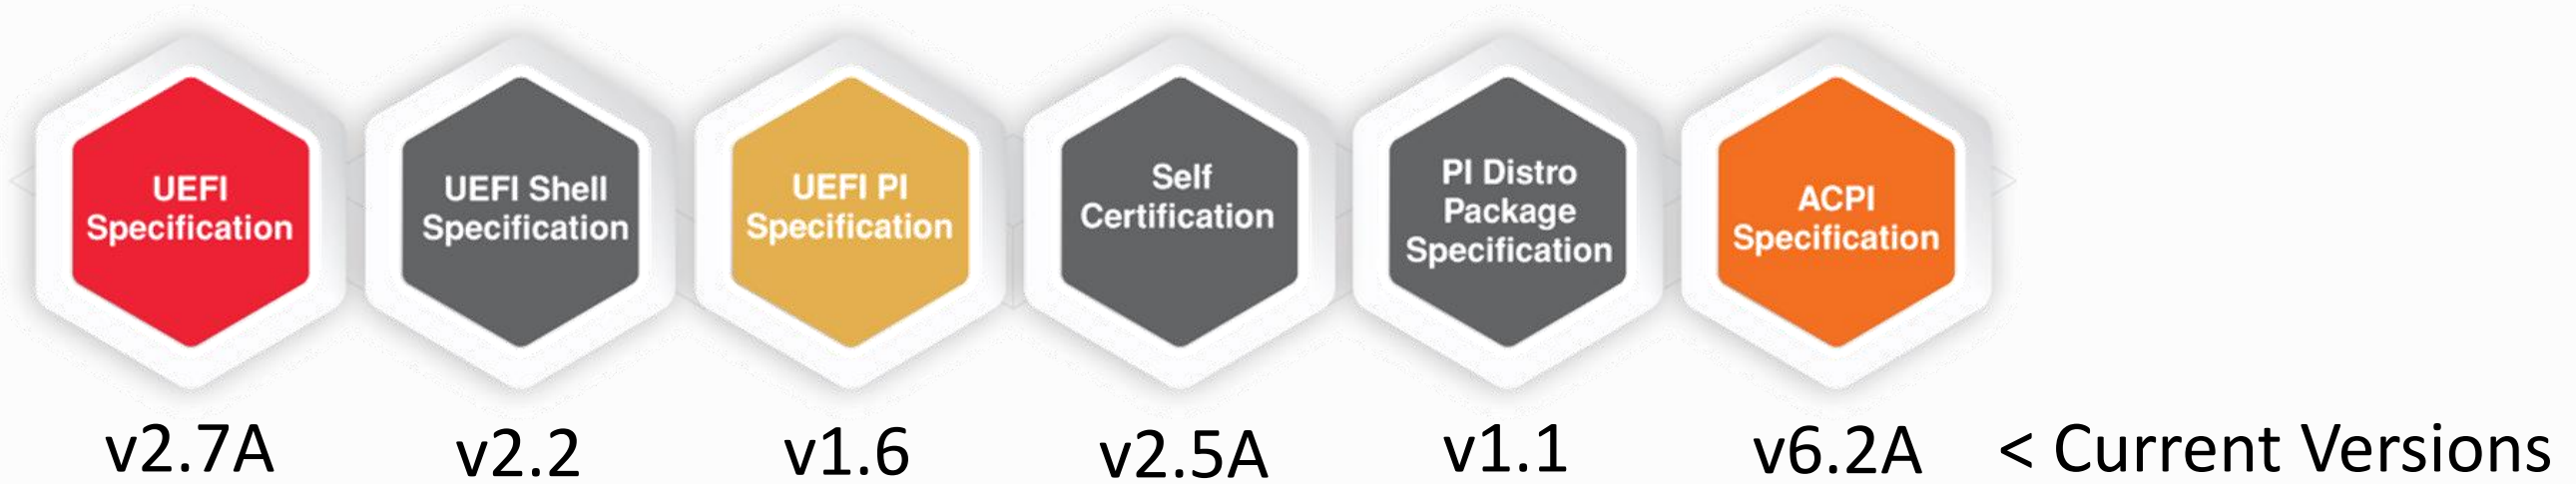 UEFI
Specification
UEFI Shell
Specification
UEFI PI
Specification
Self
Certification
PI Distro
Package
Specification
ACPI
Specification
v2.7A
v2.2
v1.6
v2.5A
v1.1
v6.2A
< Current Versions